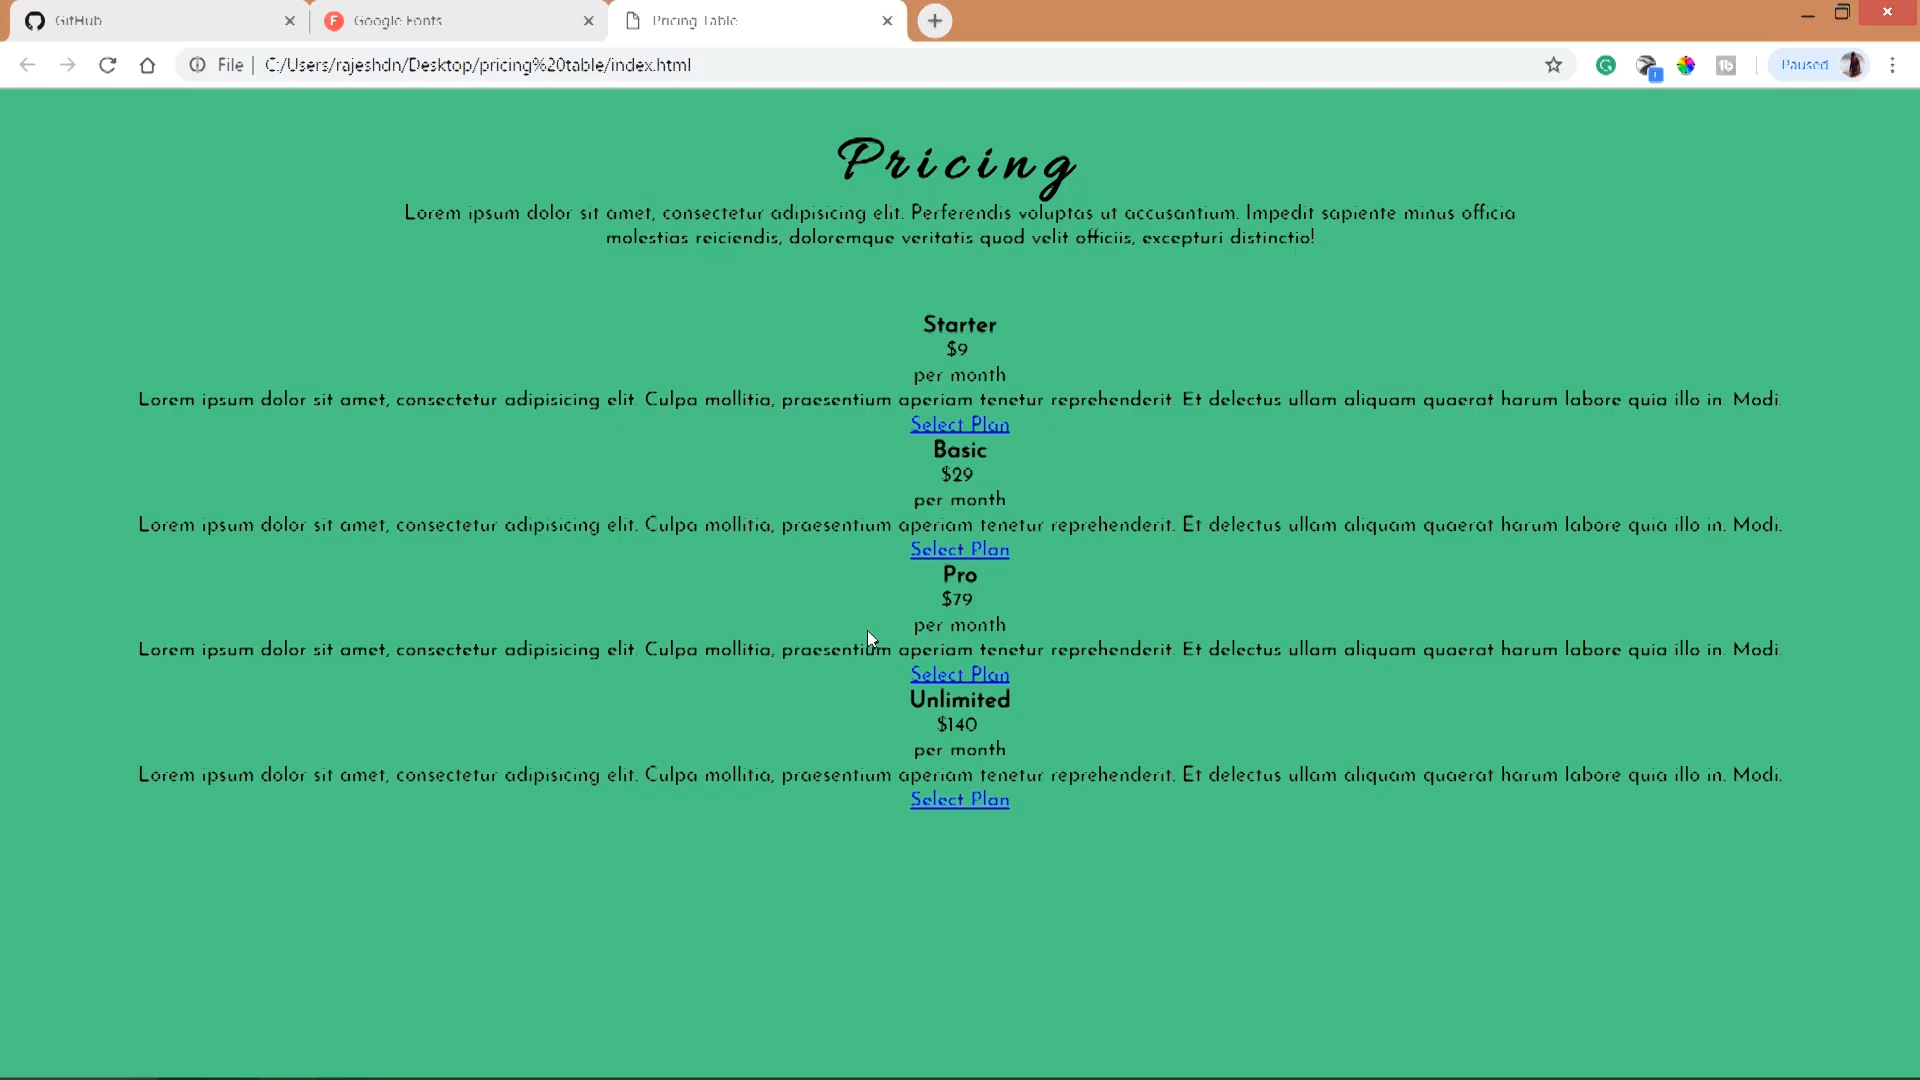 GitHub
Google Fonts
Pricing Table
File
C:/Users/rajeshdn/Desktop/pricing%20table/index.html
Paused
Pricing
Lorem ipsum dolor sit amet, consectetur adipisicing elit. Perferendis voluptas ut accusantium. Impedit sapiente minus officia
molestias reiciendis, doloremque veritatis quod velit officiis, excepturi distinctio!
Starter
$9
per month
Lorem ipsum dolor sit amet, consectetur adipisicing elit. Culpa mollitia, praesentium aperiam tenetur reprehenderit. Et delectus ullam aliquam quaerat harum labore quia illo in. Modi.
Select Plan
Basic
$29
per month
Lorem ipsum dolor sit amet, consectetur adipisicing elit. Culpa mollitia, praesentium aperiam tenetur reprehenderit. Et delectus ullam aliquam quaerat harum labore quia illo in. Modi.
Select Plan
Pro
$79
per month
Lorem ipsum dolor sit amet, consectetur adipisicing elit. Culpa mollitia, praesentium aperiam tenetur reprehenderit. Et delectus ullam aliquam quaerat harum labore quia illo in. Modi.
Select Plan
Unlimited
$140
per month
Lorem ipsum dolor sit amet, consectetur adipisicing elit. Culpa mollitia, praesentium aperiam tenetur reprehenderit. Et delectus ullam aliquam quaerat harum labore quia illo in. Modi.
Select Plan